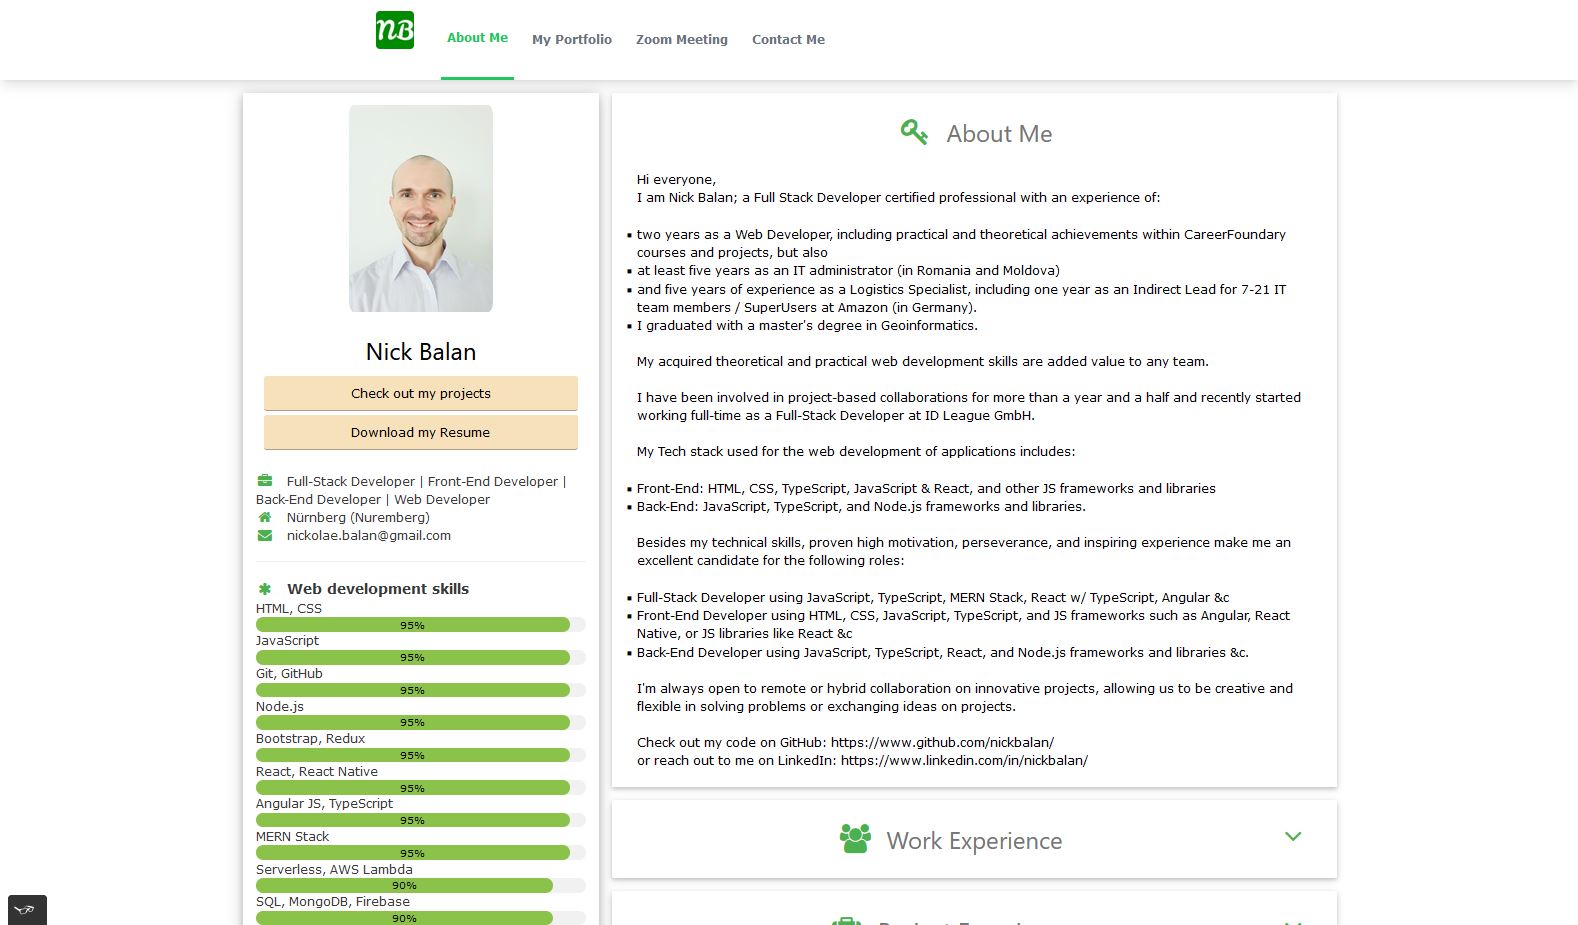 NB
About Me
My Portfolio
Zoom Meeting
Contact Me
Nick Balan
Check out my projects
Download my Resume
Full-Stack Developer | Front-End Developer |
Back-End Developer | Web Developer
Nürnberg (Nuremberg)
nickolae.balan@gmail.com
Web development skills
HTML, CSS
95%
JavaScript
95%
Git, GitHub
95%
Node.js
95%
Bootstrap, Redux
95%
React, React Native
95%
Angular JS, TypeScript
95%
MERN Stack
95%
Serverless, AWS Lambda
90%
SQL, MongoDB, Firebase
90%
About Me
Hi everyone,
I am Nick Balan; a Full Stack Developer certified professional with an experience of:
▪ two years as a Web Developer, including practical and theoretical achievements within CareerFoundary
courses and projects, but also
▪ at least five years as an IT administrator (in Romania and Moldova)
▪ and five years of experience as a Logistics Specialist, including one year as an Indirect Lead for 7-21 IT
team members / SuperUsers at Amazon (in Germany).
▪ I graduated with a master's degree in Geoinformatics.
My acquired theoretical and practical web development skills are added value to any team.
I have been involved in project-based collaborations for more than a year and a half and recently started
working full-time as a Full-Stack Developer at ID League GmbH.
My Tech stack used for the web development of applications includes:
▪ Front-End: HTML, CSS, TypeScript, JavaScript & React, and other JS frameworks and libraries
▪ Back-End: JavaScript, TypeScript, and Node.js frameworks and libraries.
Besides my technical skills, proven high motivation, perseverance, and inspiring experience make me an
excellent candidate for the following roles:
▪ Full-Stack Developer using JavaScript, TypeScript, MERN Stack, React w/ TypeScript, Angular &c
▪ Front-End Developer using HTML, CSS, JavaScript, TypeScript, and JS frameworks such as Angular, React
Native, or JS libraries like React &c
▪ Back-End Developer using JavaScript, TypeScript, React, and Node.js frameworks and libraries &c.
I'm always open to remote or hybrid collaboration on innovative projects, allowing us to be creative and
flexible in solving problems or exchanging ideas on projects.
Check out my code on GitHub: https://www.github.com/nickbalan/
or reach out to me on LinkedIn: https://www.linkedin.com/in/nickbalan/
Work Experience